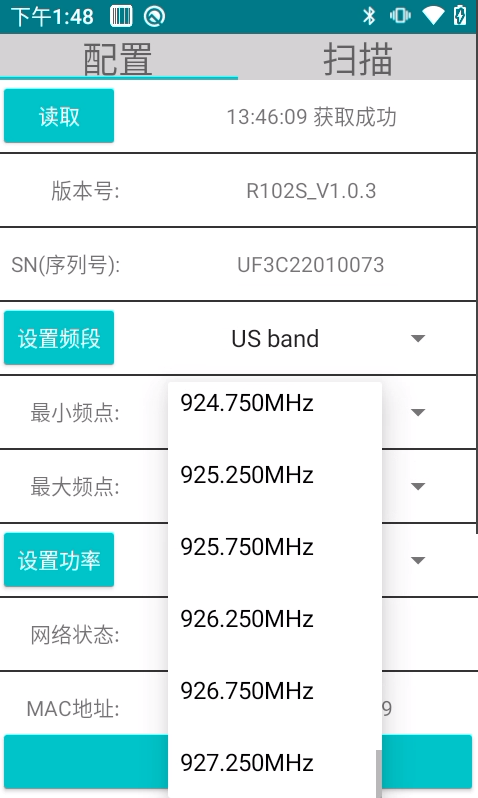 下午1:48
配置 扫描
读取 13:46:09 获取成功
版本号: R102S_V1.0.3
SN(序列号): UF3C22010073
设置频段 US band
最小频点:
最大频点:
设置功率
网络状态:
MAC地址: 9
924.750MHz
925.250MHz
925.750MHz
926.250MHz
926.750MHz
927.250MHz